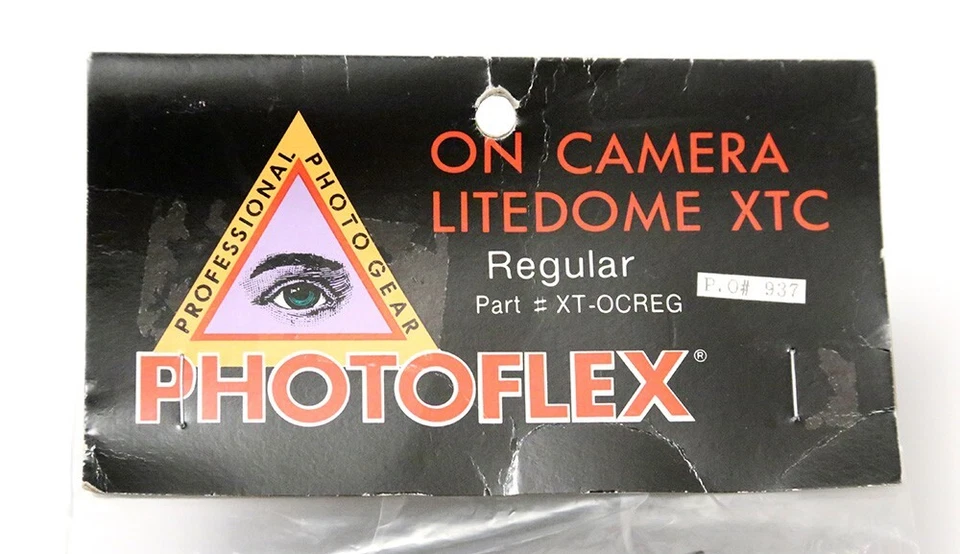 PROFESSIONAL PHOTO GEAR
ON CAMERA
LITEDOME XTC
Regular
Part # XT-OCREG
P.O# 937
PHOTOFLEX®